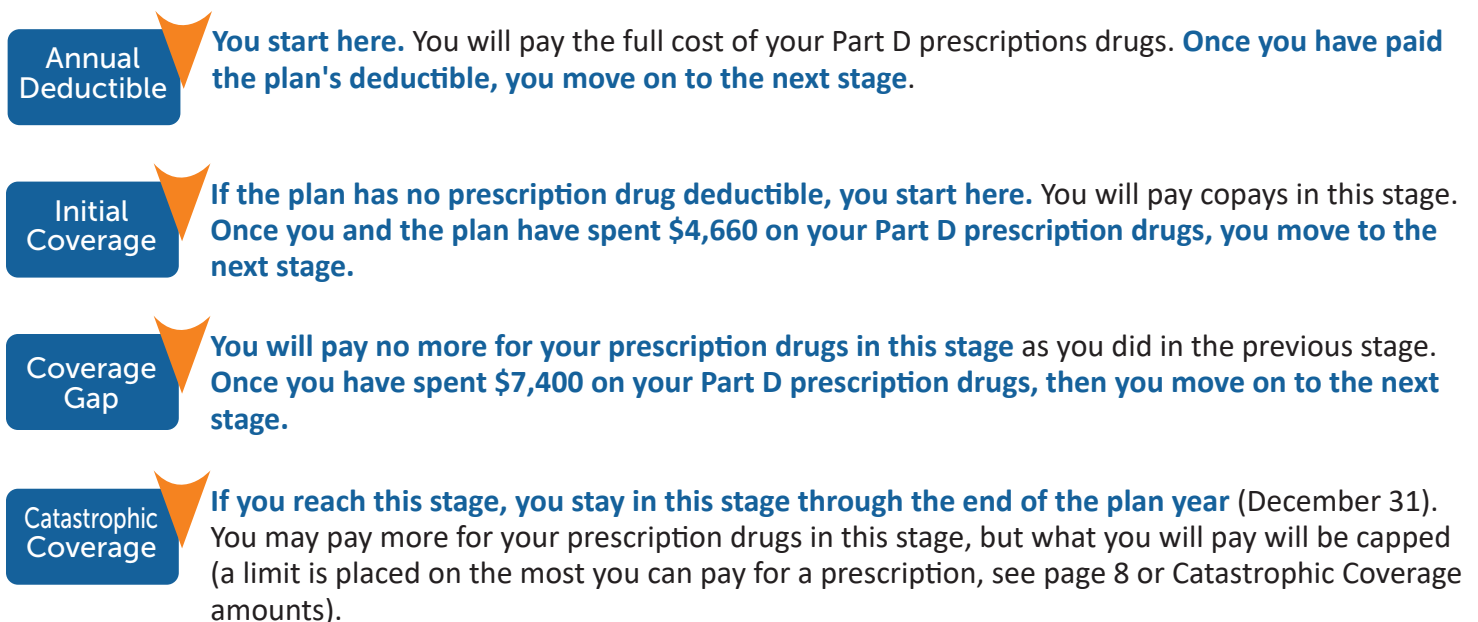 Annual
Deductible
You start here. You will pay the full cost of your Part D prescriptions drugs. Once you have paid
the plan's deductible, you move on to the next stage.
Initial
Coverage
If the plan has no prescription drug deductible, you start here. You will pay copays in this stage.
Once you and the plan have spent $4,660 on your Part D prescription drugs, you move to the
next stage.
Coverage
Gap
You will pay no more for your prescription drugs in this stage as you did in the previous stage.
Once you have spent $7,400 on your Part D prescription drugs, then you move on to the next
stage.
Catastrophic
Coverage
If you reach this stage, you stay in this stage through the end of the plan year (December 31).
You may pay more for your prescription drugs in this stage, but what you will pay will be capped
(a limit is placed on the most you can pay for a prescription, see page 8 or Catastrophic Coverage
amounts).